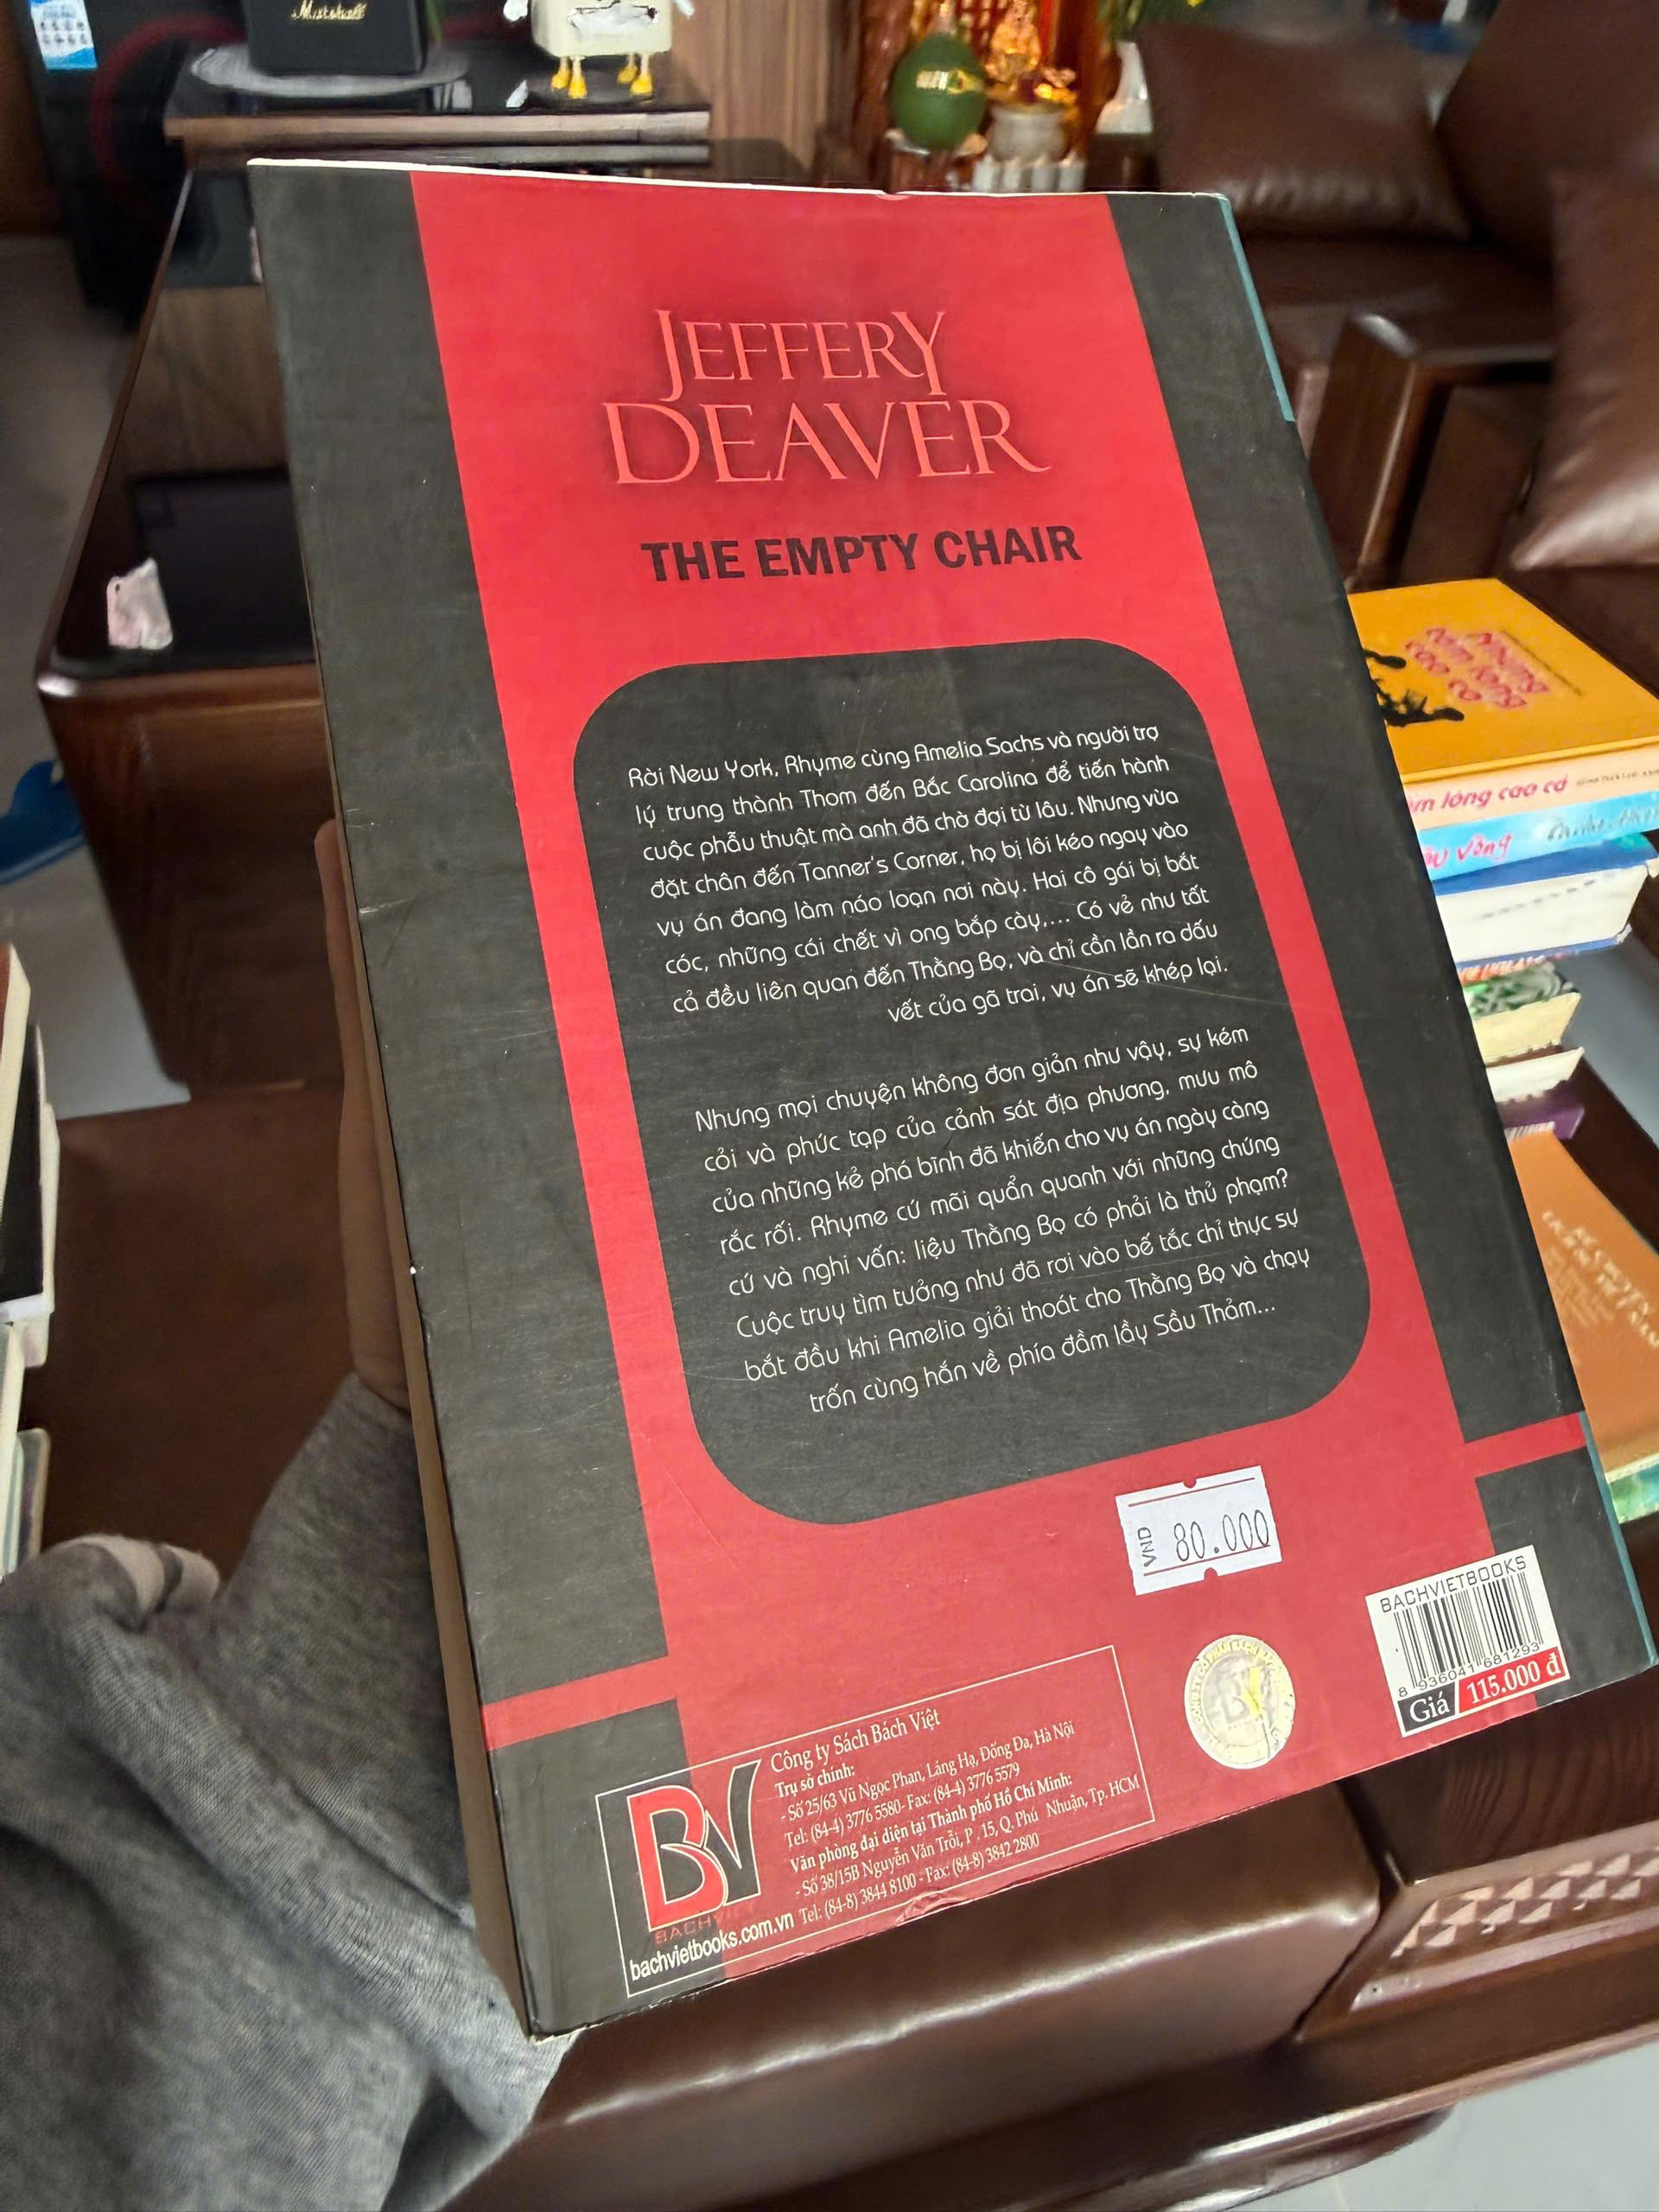 Marshall
JEFFERY
DEAVER
THE EMPTY CHAIR
Rời New York, Rhyme cùng Amelia Sachs và người trợ
lý trung thành Thom đến Bắc Carolina để tiến hành
cuộc phẫu thuật mà anh đã chờ đợi từ lâu. Nhưng vừa
đặt chân đến Tanner's Corner, họ bị lôi kéo ngay vào
vụ án đang làm náo loạn nơi này. Hai cô gái bị bắt
cóc, những cái chết vì ong bắp cày,... Có vẻ như tất
cả đều liên quan đến Thằng Bọ, và chỉ cần lần ra dấu
vết của gã trai, vụ án sẽ khép lại.
Nhưng mọi chuyện không đơn giản như vậy, sự kém
cỏi và phức tạp của cảnh sát địa phương, mưu mô
của những kẻ phá bĩnh đã khiến cho vụ án ngày càng
rắc rối. Rhyme cứ mãi quẩn quanh với những chứng
cứ và nghi vấn: liệu Thằng Bọ có phải là thủ phạm?
Cuộc truy tìm tưởng như đã rơi vào bế tắc chỉ thực sự
bắt đầu khi Amelia giải thoát cho Thằng Bọ và chạy
trốn cùng hắn về phía đầm lầy Sầu Thảm...
VND 80.000
BACHVIETBOOKS
8 936041 681293
Giá 115.000 đ
Công ty Sách Bách Việt
Trụ sở chính:
- Số 25/63 Vũ Ngọc Phan, Láng Hạ, Đống Đa, Hà Nội
Tel: (84-4) 3776 5580- Fax: (84-4) 3776 5579
Văn phòng đại diện tại Thành phố Hồ Chí Minh:
- Số 38/15B Nguyễn Văn Trỗi, P. 15, Q. Phú Nhuận, Tp. HCM
Tel: (84-8) 3844 8100 - Fax: (84-8) 3842 2800
BV
BACHVIET
bachvietbooks.com.vn
Những
tấm lòng
cao cả
lòng cao cả